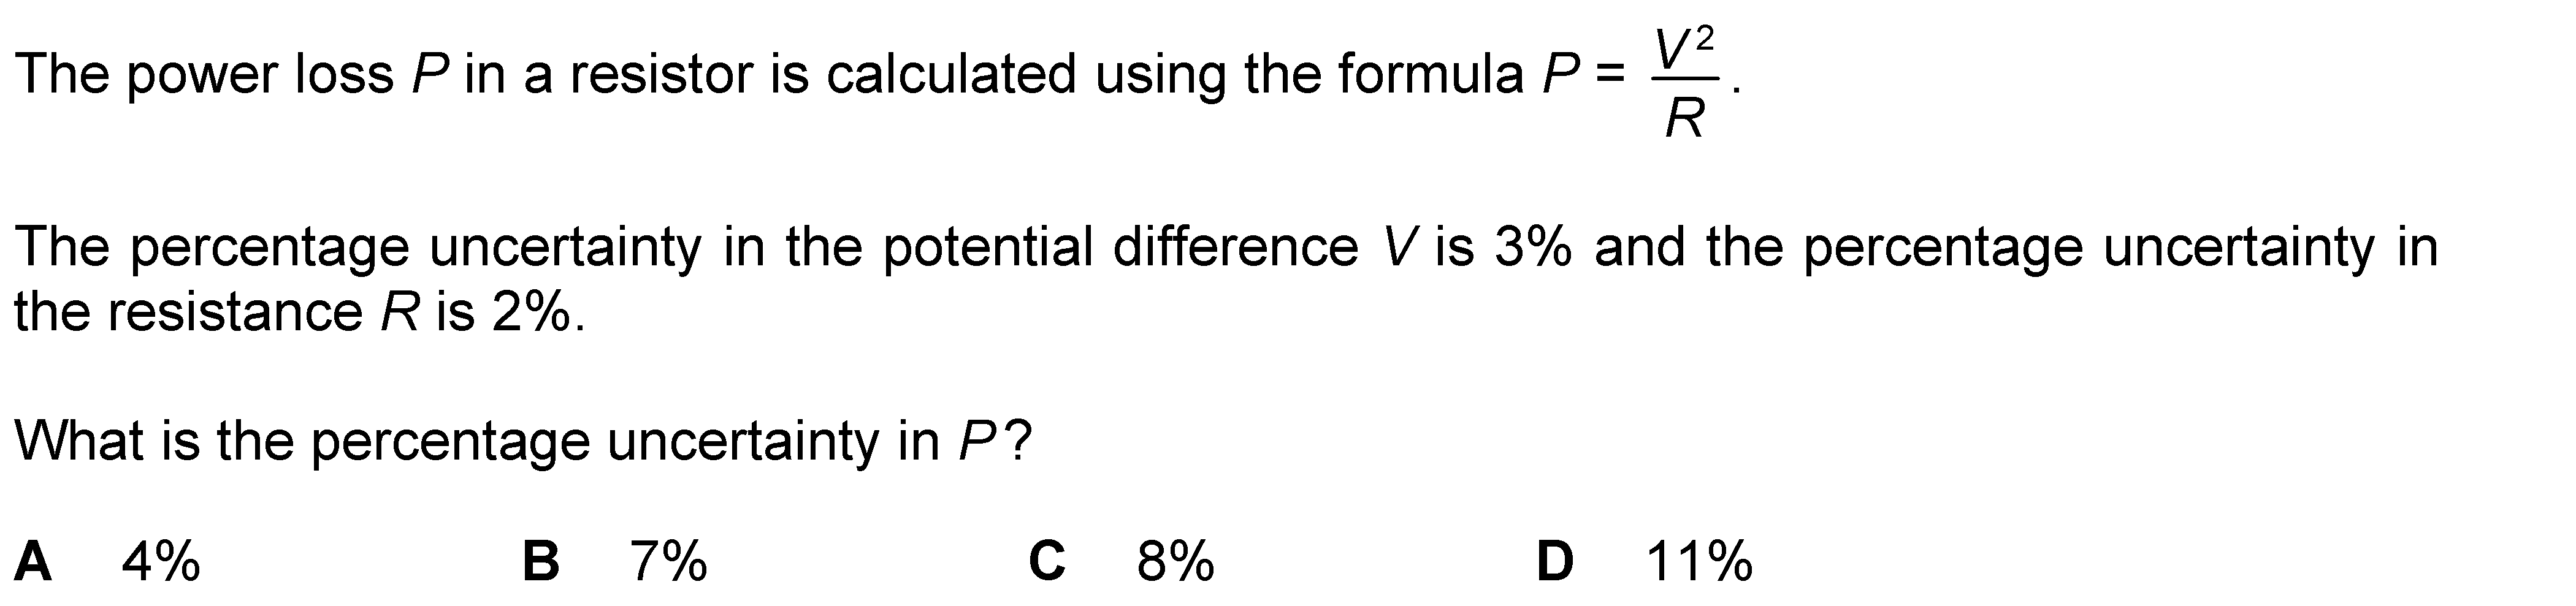 The power loss P in a resistor is calculated using the formula P = V²/R.
The percentage uncertainty in the potential difference V is 3% and the percentage uncertainty in
the resistance R is 2%.
What is the percentage uncertainty in P?
A 4% B 7% C 8% D 11%